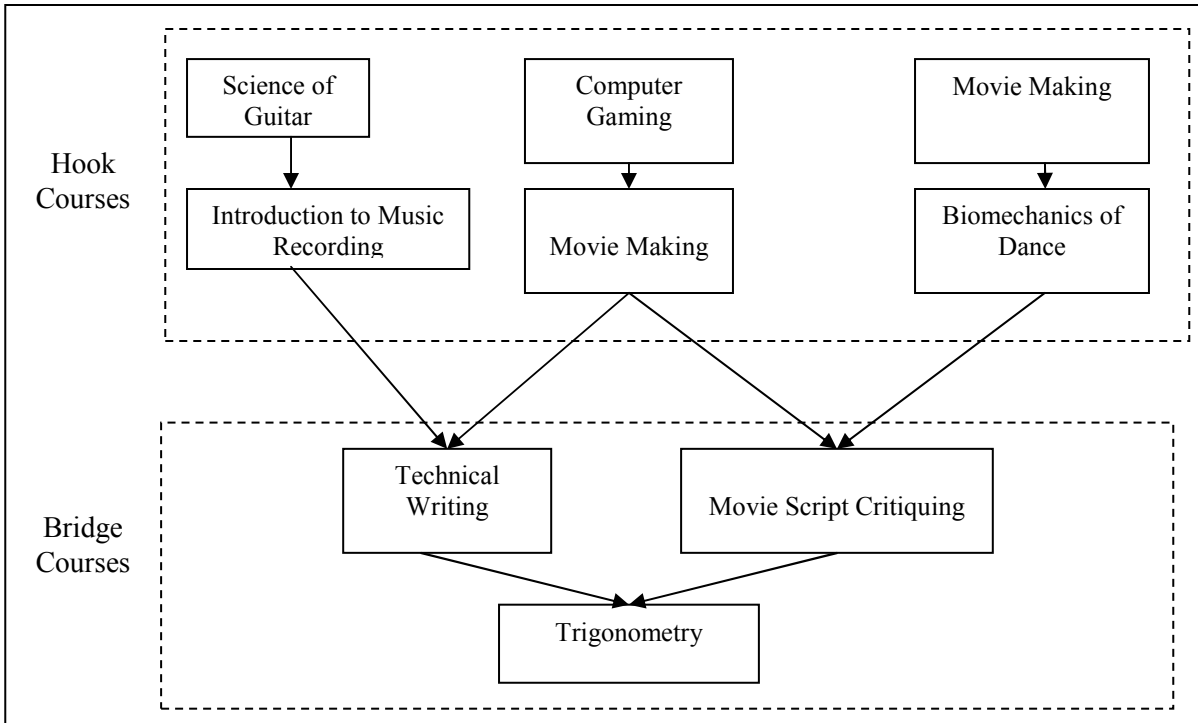 Hook
Courses
Science of
Guitar
Computer
Gaming
Movie Making
Introduction to Music
Recording
Movie Making
Biomechanics of
Dance
Bridge
Courses
Technical
Writing
Movie Script Critiquing
Trigonometry